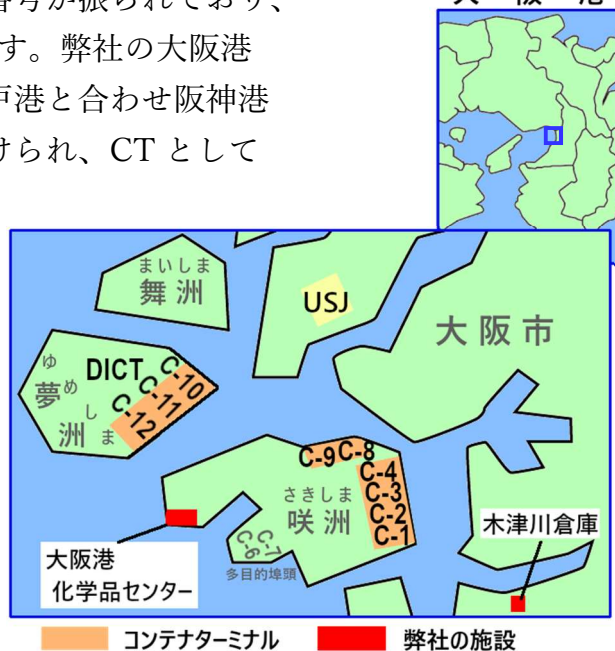 番号が振られており、
す。弊社の大阪港
戸港と合わせ阪神港
けられ、CT として
大 阪 港
まいしま
舞洲
USJ
大阪市
ゆめしま
夢洲
DICT
C-10
C-11
C-12
C-9
C-8
C-4
C-3
C-2
C-1
さきしま
咲洲
C-7
C-6
多目的埠頭
木津川倉庫
大阪港
化学品センター
コンテナターミナル
弊社の施設